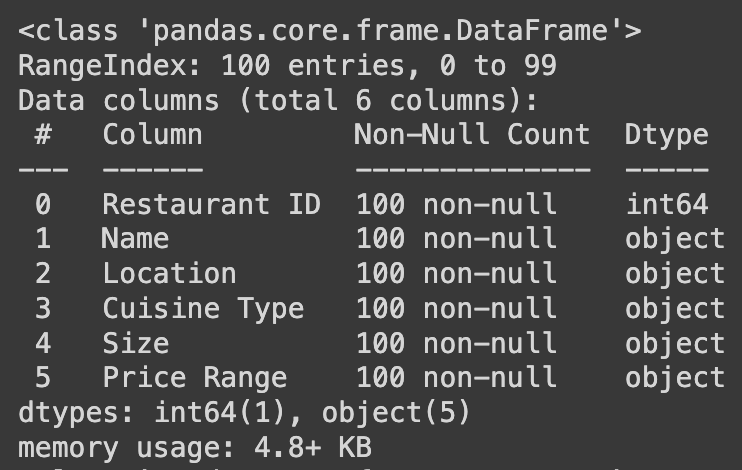 <class 'pandas.core.frame.DataFrame'>
RangeIndex: 100 entries, 0 to 99
Data columns (total 6 columns):
 #   Column         Non-Null Count  Dtype
---  ------         --------------  -----
 0   Restaurant ID  100 non-null    int64
 1   Name           100 non-null    object
 2   Location       100 non-null    object
 3   Cuisine Type   100 non-null    object
 4   Size           100 non-null    object
 5   Price Range    100 non-null    object
dtypes: int64(1), object(5)
memory usage: 4.8+ KB